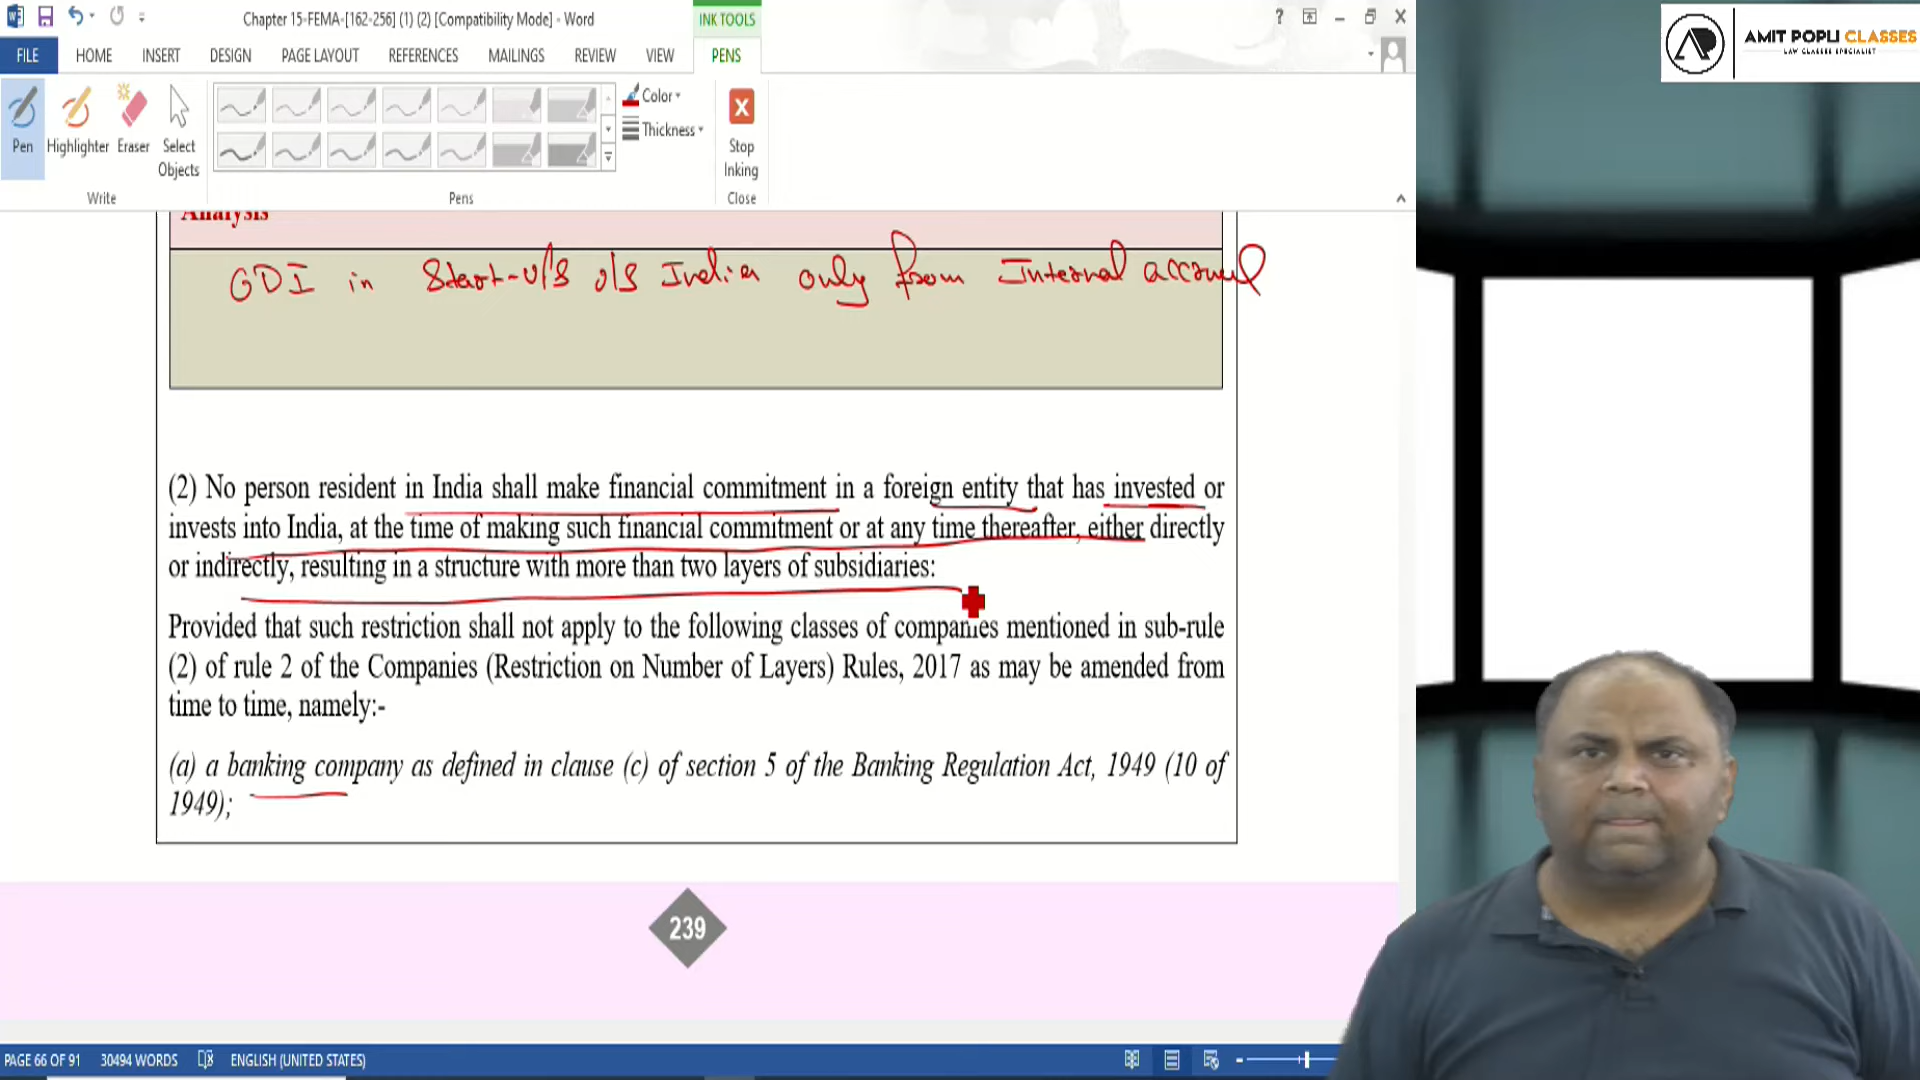 Chapter 15-FEMA-[162-256] (1) (2) [Compatibility Mode] - Word
INK TOOLS
FILE HOME INSERT DESIGN PAGE LAYOUT REFERENCES MAILINGS REVIEW VIEW PENS
AMIT POPLI CLASSES
LAW CLASSES SPECIALIST
Pen Highlighter Eraser Select Objects
Color
Thickness
Stop Inking
Write Pens Close
Analysis
ODI in Start-U/S o/s India only from Internal accrual
(2) No person resident in India shall make financial commitment in a foreign entity that has invested or
invests into India, at the time of making such financial commitment or at any time thereafter, either directly
or indirectly, resulting in a structure with more than two layers of subsidiaries:
Provided that such restriction shall not apply to the following classes of companies mentioned in sub-rule
(2) of rule 2 of the Companies (Restriction on Number of Layers) Rules, 2017 as may be amended from
time to time, namely:-
(a) a banking company as defined in clause (c) of section 5 of the Banking Regulation Act, 1949 (10 of
1949);
239
PAGE 66 OF 91 30494 WORDS ENGLISH (UNITED STATES)